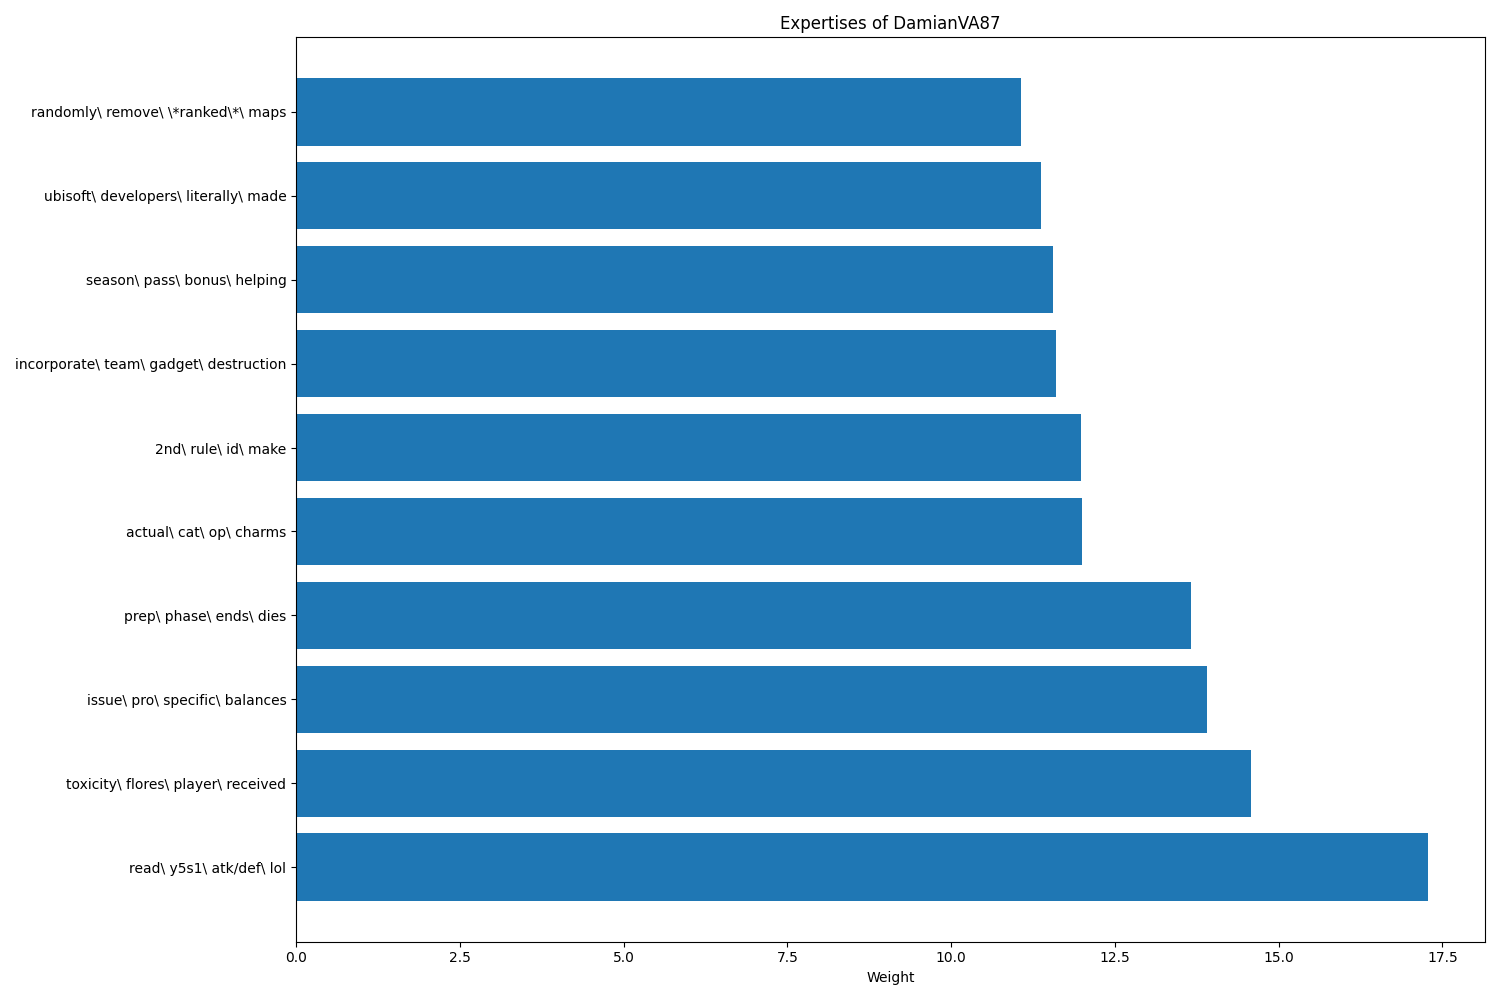 Expertises of DamianVA87
randomly\ remove\ \*ranked\*\ maps
ubisoft\ developers\ literally\ made
season\ pass\ bonus\ helping
incorporate\ team\ gadget\ destruction
2nd\ rule\ id\ make
actual\ cat\ op\ charms
prep\ phase\ ends\ dies
issue\ pro\ specific\ balances
toxicity\ flores\ player\ received
read\ y5s1\ atk/def\ lol
0.0 2.5 5.0 7.5 10.0 12.5 15.0 17.5
Weight